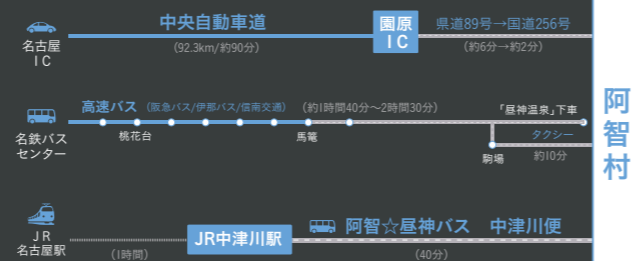 中央自動車道
(92.3km/約90分)
名古屋
IC
園原
IC
県道89号→国道256号
(約6分→約2分)
高速バス (阪急バス/伊那バス/信南交通) (約1時間40分～2時間30分)
「昼神温泉」下車
名鉄バス
センター
桃花台
馬篭
駒場
タクシー
約10分
阿智村
JR
名古屋駅
(1時間)
JR中津川駅
阿智☆昼神バス 中津川便
(40分)